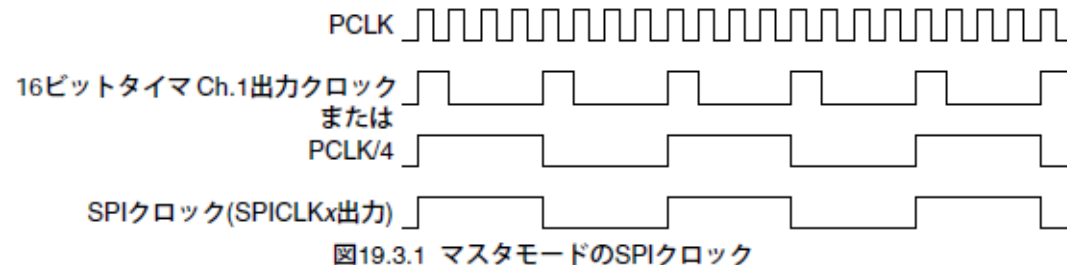 PCLK
16ビットタイマ Ch.1出力クロック
または
PCLK/4
SPIクロック(SPICLKx出力)
図19.3.1 マスタモードのSPIクロック